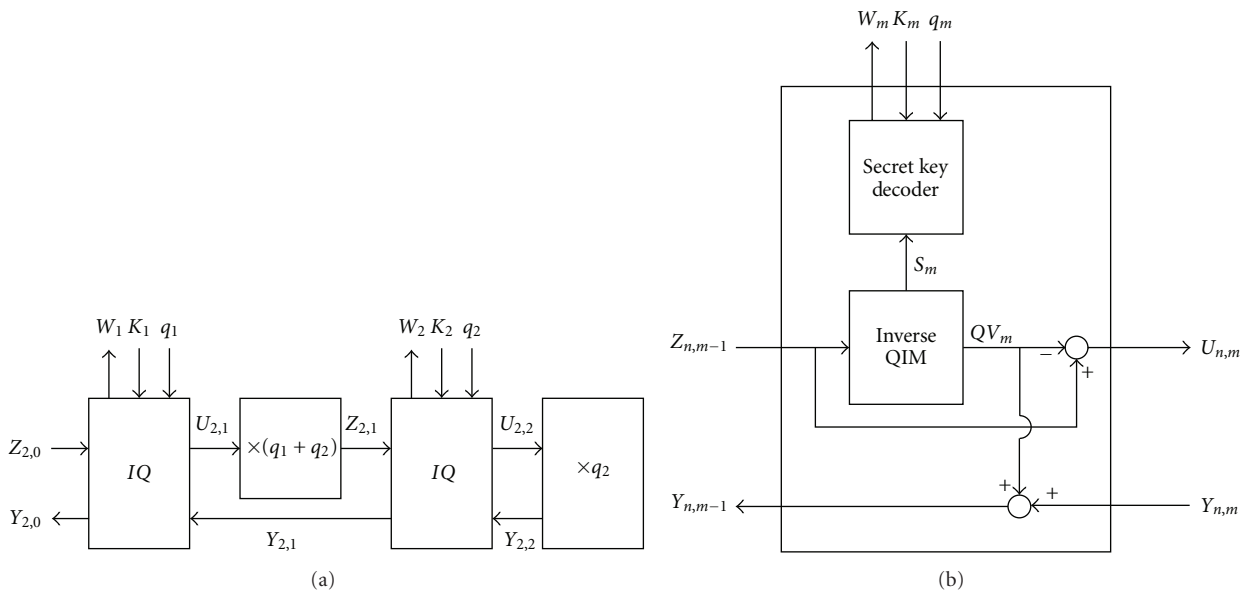 W₁ K₁ q₁
W₂ K₂ q₂
Z₂,₀
U₂,₁
×(q₁ + q₂)
Z₂,₁
U₂,₂
IQ
IQ
×q₂
Y₂,₀
Y₂,₁
Y₂,₂
(a)
Wₘ Kₘ qₘ
Secret key
decoder
Sₘ
Zₙ,ₘ₋₁
Inverse
QIM
QVₘ
−
+
Uₙ,ₘ
+
+
Yₙ,ₘ₋₁
Yₙ,ₘ
(b)